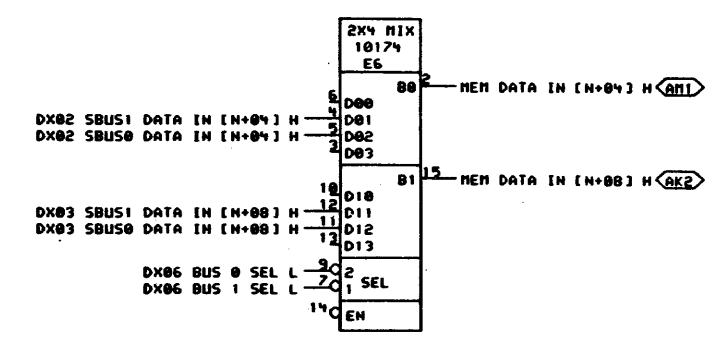 2X4 MIX
10174
E6
B0 2 MEM DATA IN [N+04] H AM1
6 D00
DX02 SBUS1 DATA IN [N+04] H 4 D01
DX02 SBUS0 DATA IN [N+04] H 5 D02
3 D03
B1 15 MEM DATA IN [N+08] H AK2
10 D10
DX03 SBUS1 DATA IN [N+08] H 12 D11
DX03 SBUS0 DATA IN [N+08] H 11 D12
13 D13
DX06 BUS 0 SEL L 9 2
DX06 BUS 1 SEL L 7 1 SEL
14 EN